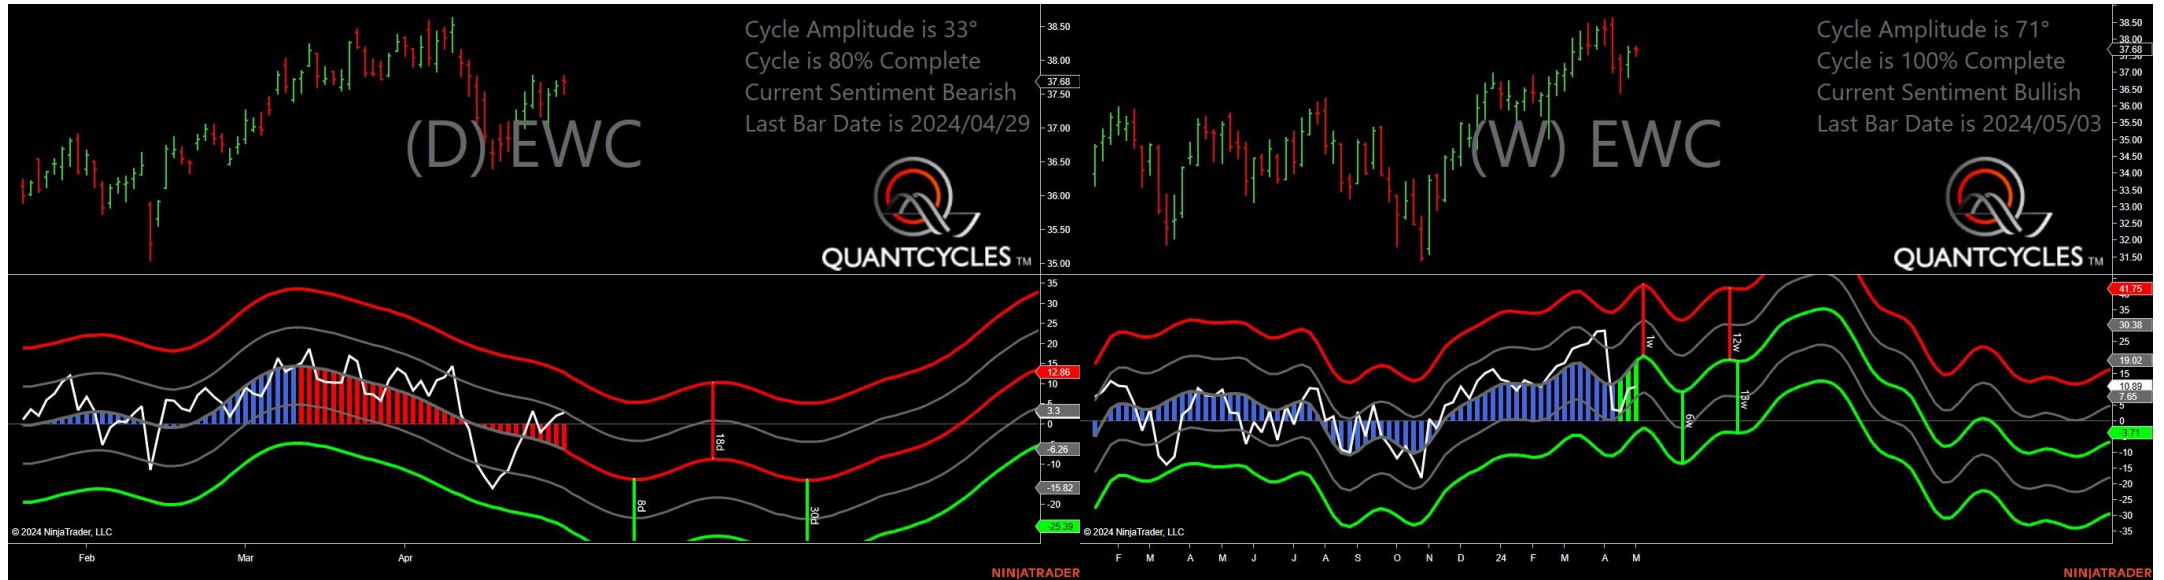 Cycle Amplitude is 33°
Cycle is 80% Complete
Current Sentiment Bearish
Last Bar Date is 2024/04/29
(D) EWC
QUANTCYCLES TM
38.50
38.00
37.68
37.50
37.00
36.50
36.00
35.50
35.00
35
30
25
20
15
12.86
10
3.3
0
-5
-6.26
-10
-15.82
-20
-25.39
18d
8d
30d
© 2024 NinjaTrader, LLC
Feb
Mar
Apr
NINJATRADER
Cycle Amplitude is 71°
Cycle is 100% Complete
Current Sentiment Bullish
Last Bar Date is 2024/05/03
(W) EWC
QUANTCYCLES TM
38.50
38.00
37.68
37.50
37.00
36.50
36.00
35.50
35.00
34.50
34.00
33.50
33.00
32.50
32.00
31.50
41.75
35
30.38
25
19.02
15
10.89
7.65
5
0
-3.71
-10
-15
-20
-25
-30
-35
1w
12w
6w
13w
© 2024 NinjaTrader, LLC
F
M
A
M
J
J
A
S
O
N
D
24
F
M
A
M
NINJATRADER